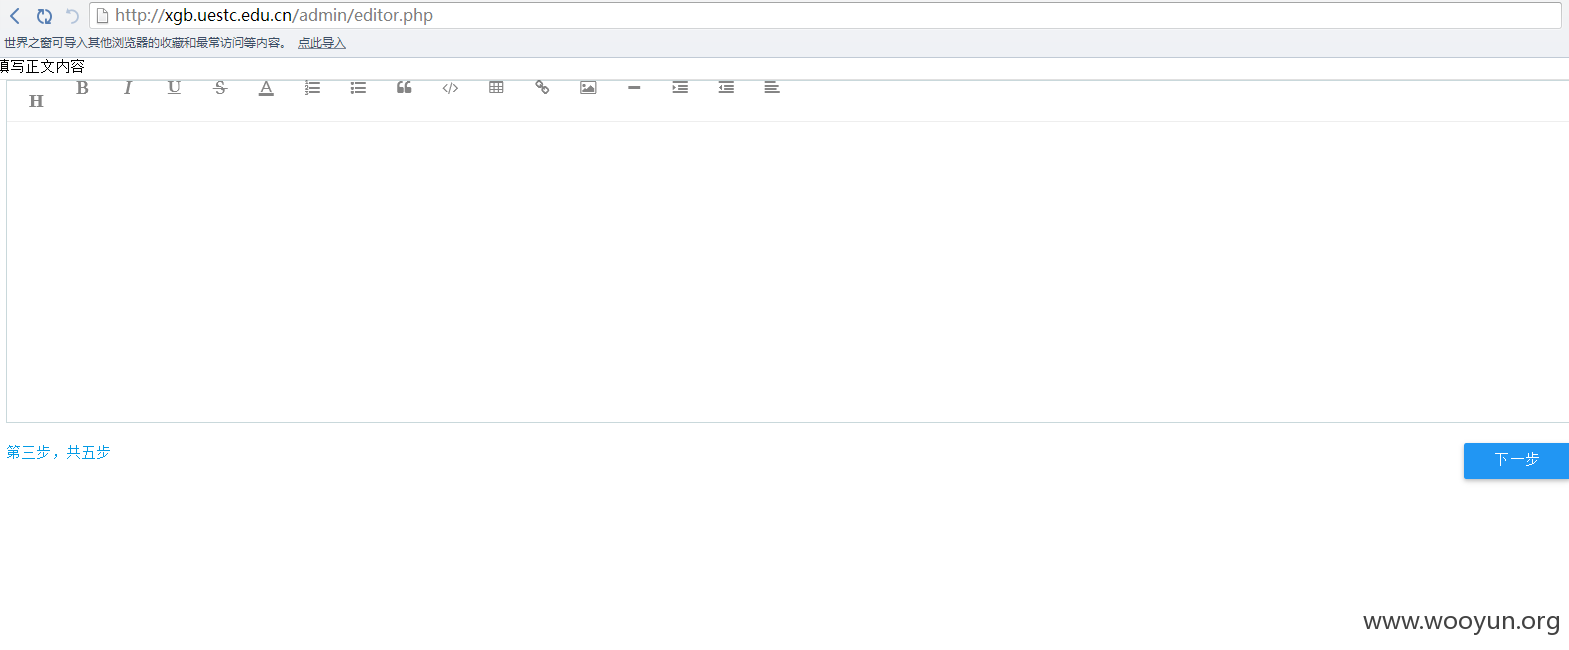 http://xgb.uestc.edu.cn/admin/editor.php
世界之窗可导入其他浏览器的收藏和最常访问等内容。 点此导入
填写正文内容
H B I U S A
第三步，共五步
下一步
www.wooyun.org